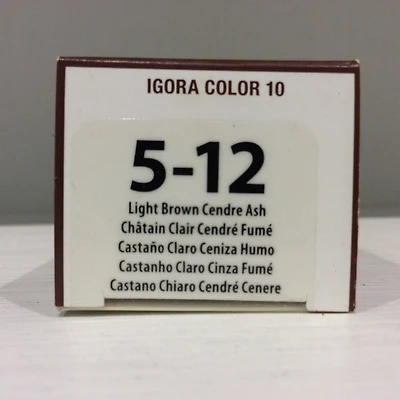 IGORA COLOR 10
5-12
Light Brown Cendre Ash
Châtain Clair Cendré Fumé
Castaño Claro Ceniza Humo
Castanho Claro Cinza Fumé
Castano Chiaro Cendré Cenere